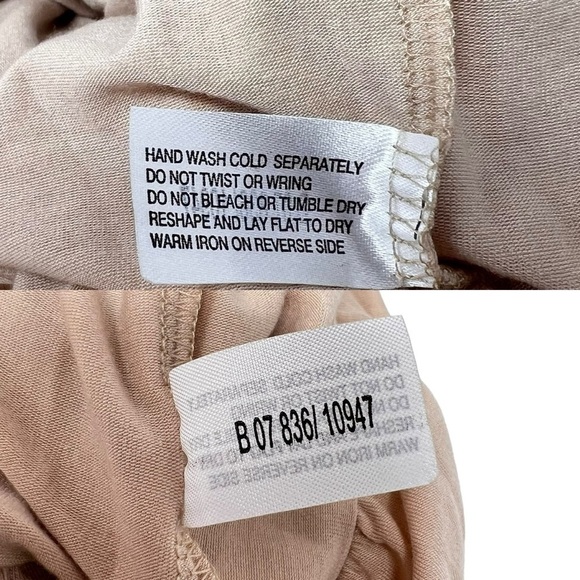 HAND WASH COLD SEPARATELY
DO NOT TWIST OR WRING
DO NOT BLEACH OR TUMBLE DRY
RESHAPE AND LAY FLAT TO DRY
WARM IRON ON REVERSE SIDE
B 07 836/ 10947